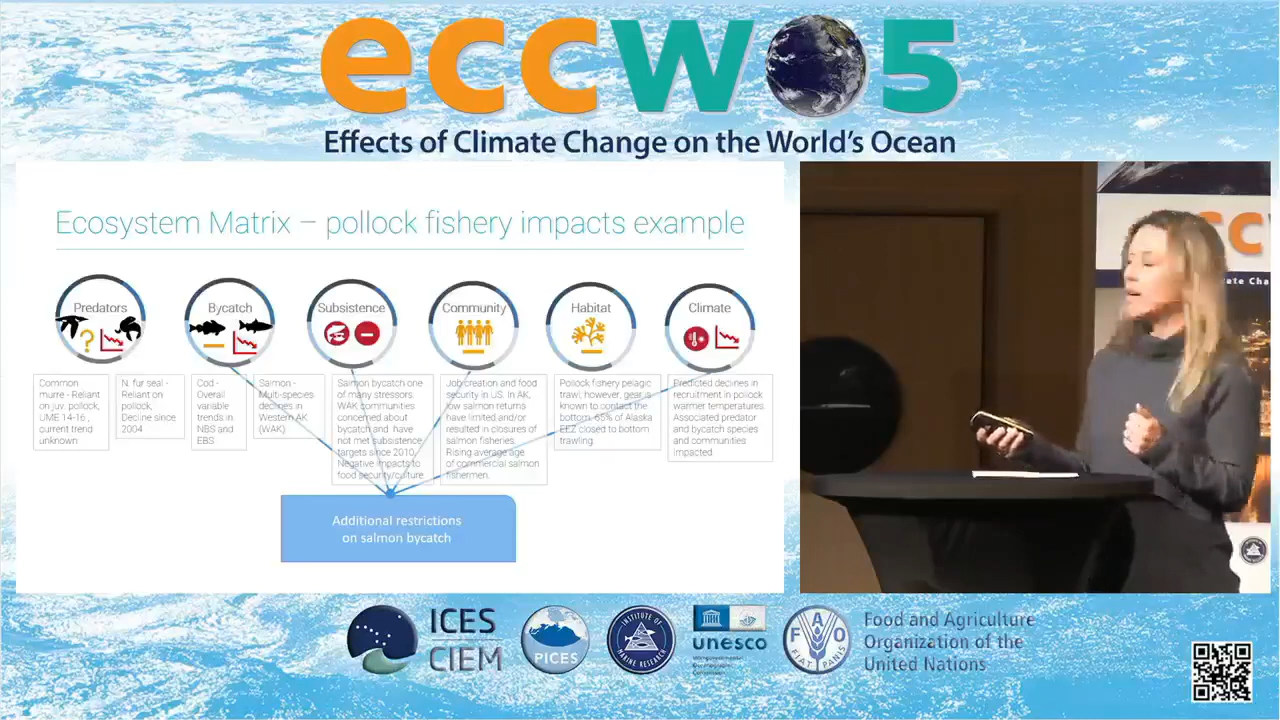 eccwo5
Effects of Climate Change on the World's Ocean
Ecosystem Matrix – pollock fishery impacts example
Predators
Bycatch
Subsistence
Community
Habitat
Climate
Common
murre - Reliant
on juv. pollock,
UME 14-16 ,
current trend
unknown
N. fur seal -
Reliant on
pollock,
Decline since
2004
Cod -
Overall
variable
trends in
NBS and
EBS
Salmon -
Multi-species
declines in
Western AK
(WAK)
Salmon bycatch one
of many stressors.
WAK communities
concerned about
bycatch and have
not met subsistence
targets since 2010.
Negative impacts to
food security/culture
Job creation and food
security in US. In AK,
low salmon returns
have limited and/or
resulted in closures of
salmon fisheries.
Rising average age
of commercial salmon
fishermen.
Pollock fishery pelagic
trawl, however, gear is
known to contact the
bottom. 65% of Alaska
EEZ closed to bottom
trawling.
Predicted declines in
recruitment in pollock
warmer temperatures.
Associated predator
and bycatch species
and communities
impacted.
Additional restrictions
on salmon bycatch
ICES
CIEM
PICES
INSTITUTE OF
MARINE RESEARCH
unesco
Intergovernmental
Oceanographic
Commission
FAO
FIAT PANIS
Food and Agriculture
Organization of the
United Nations